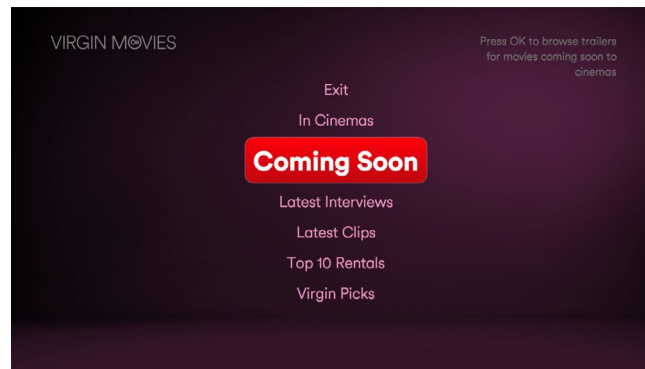 VIRGIN MOVIES
Press OK to browse trailers
for movies coming soon to
cinemas
Exit
In Cinemas
Coming Soon
Latest Interviews
Latest Clips
Top 10 Rentals
Virgin Picks